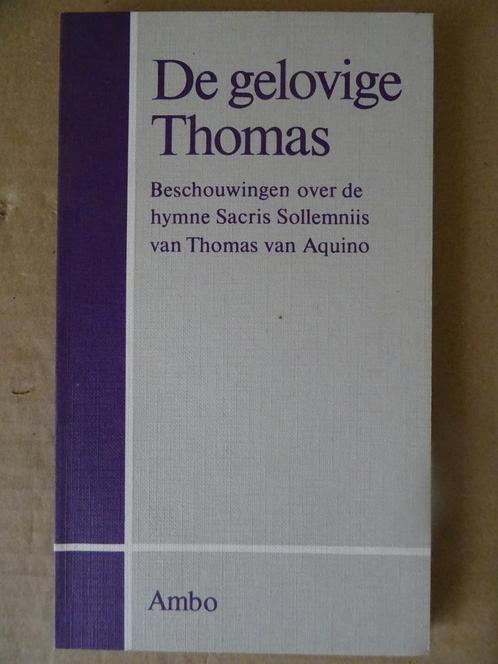 De gelovige
Thomas
Beschouwingen over de
hymne Sacris Sollemniis
van Thomas van Aquino
Ambo